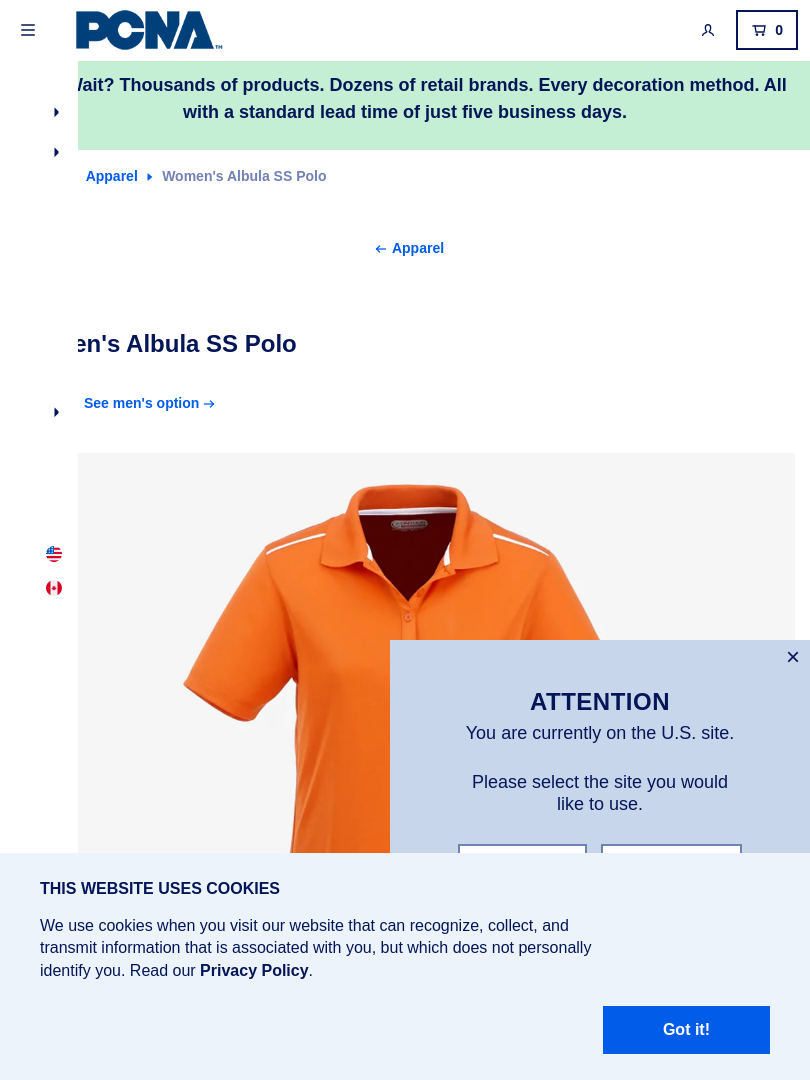 PCNA™
0
Wait? Thousands of products. Dozens of retail brands. Every decoration method. All
with a standard lead time of just five business days.
Apparel
Women's Albula SS Polo
← Apparel
en's Albula SS Polo
See men's option →
ATTENTION
You are currently on the U.S. site.
Please select the site you would
like to use.
THIS WEBSITE USES COOKIES
We use cookies when you visit our website that can recognize, collect, and
transmit information that is associated with you, but which does not personally
identify you. Read our Privacy Policy.
Got it!